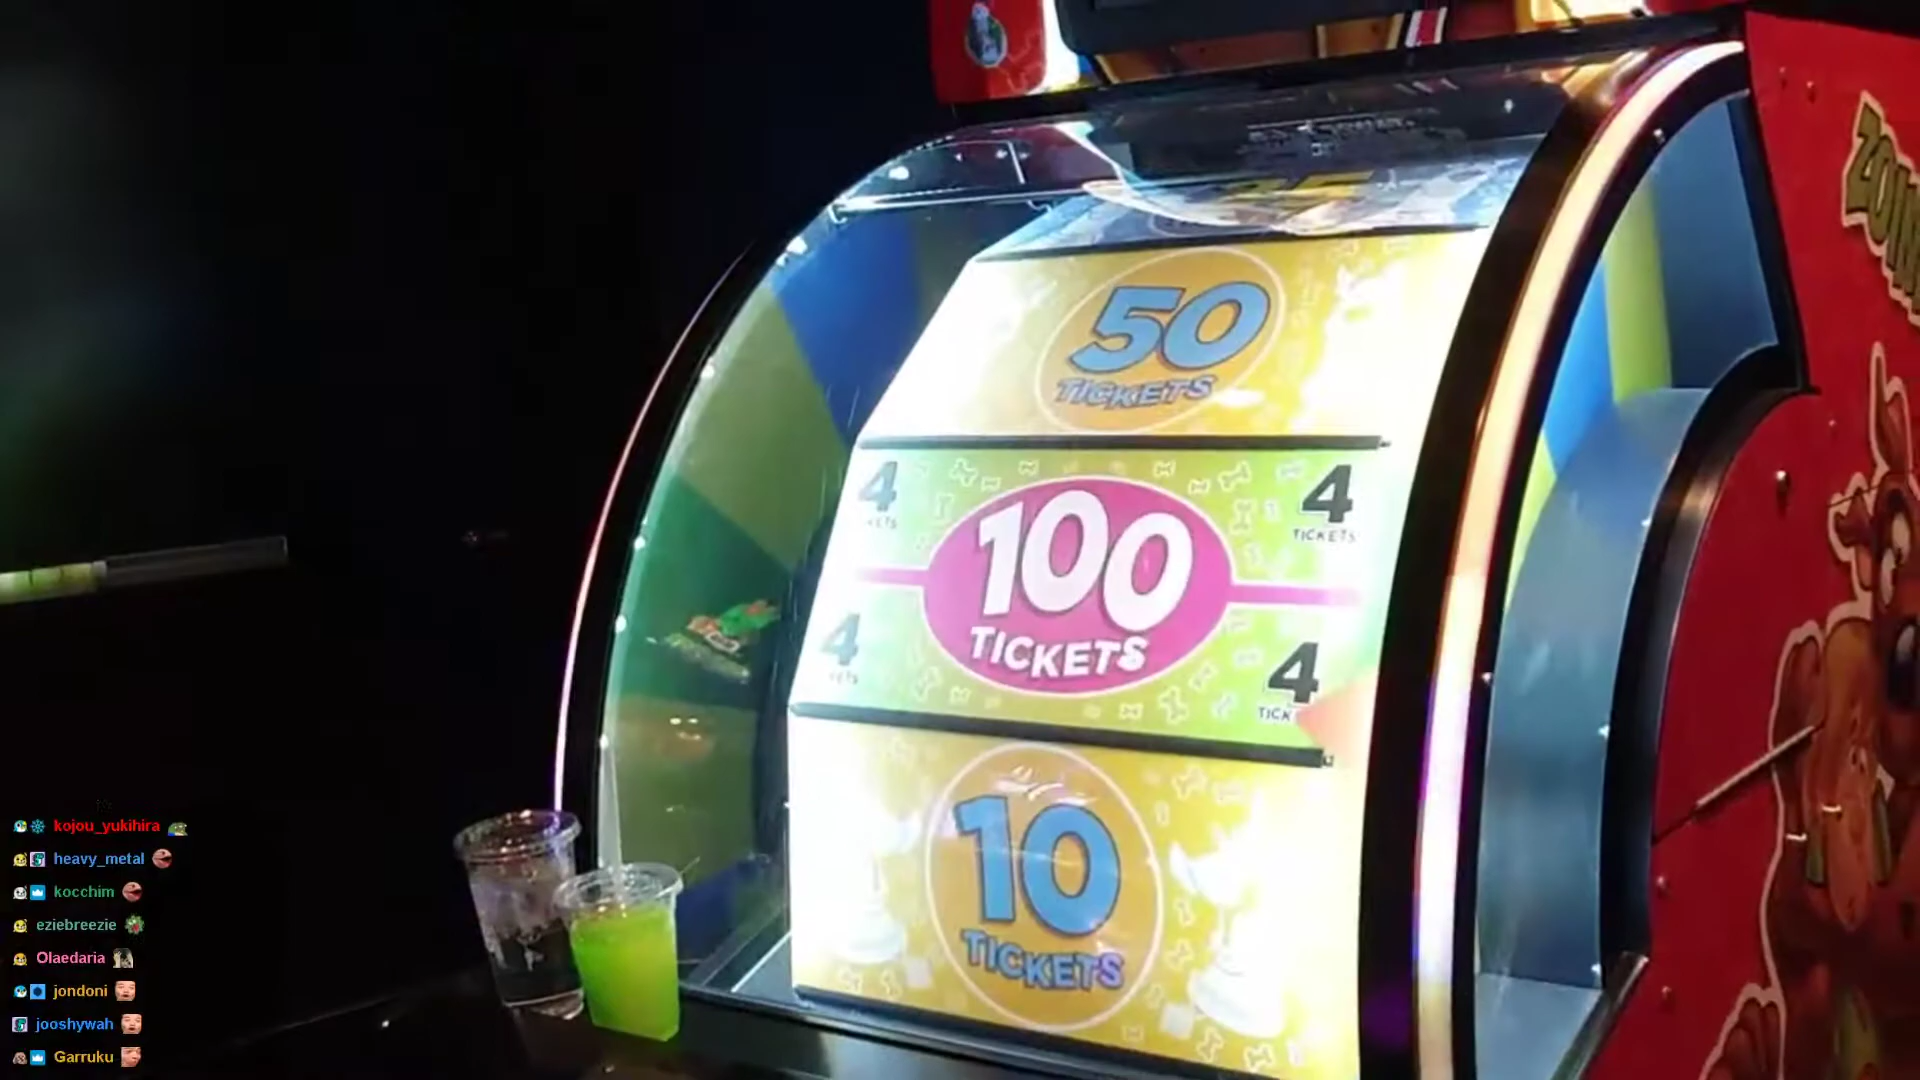 50
TICKETS
4
4
TICKETS
100
TICKETS
4
4
10
TICKETS
kojou_yukihira
heavy_metal
kocchim
eziebreezie
Olaedaria
jondoni
jooshywah
Garruku